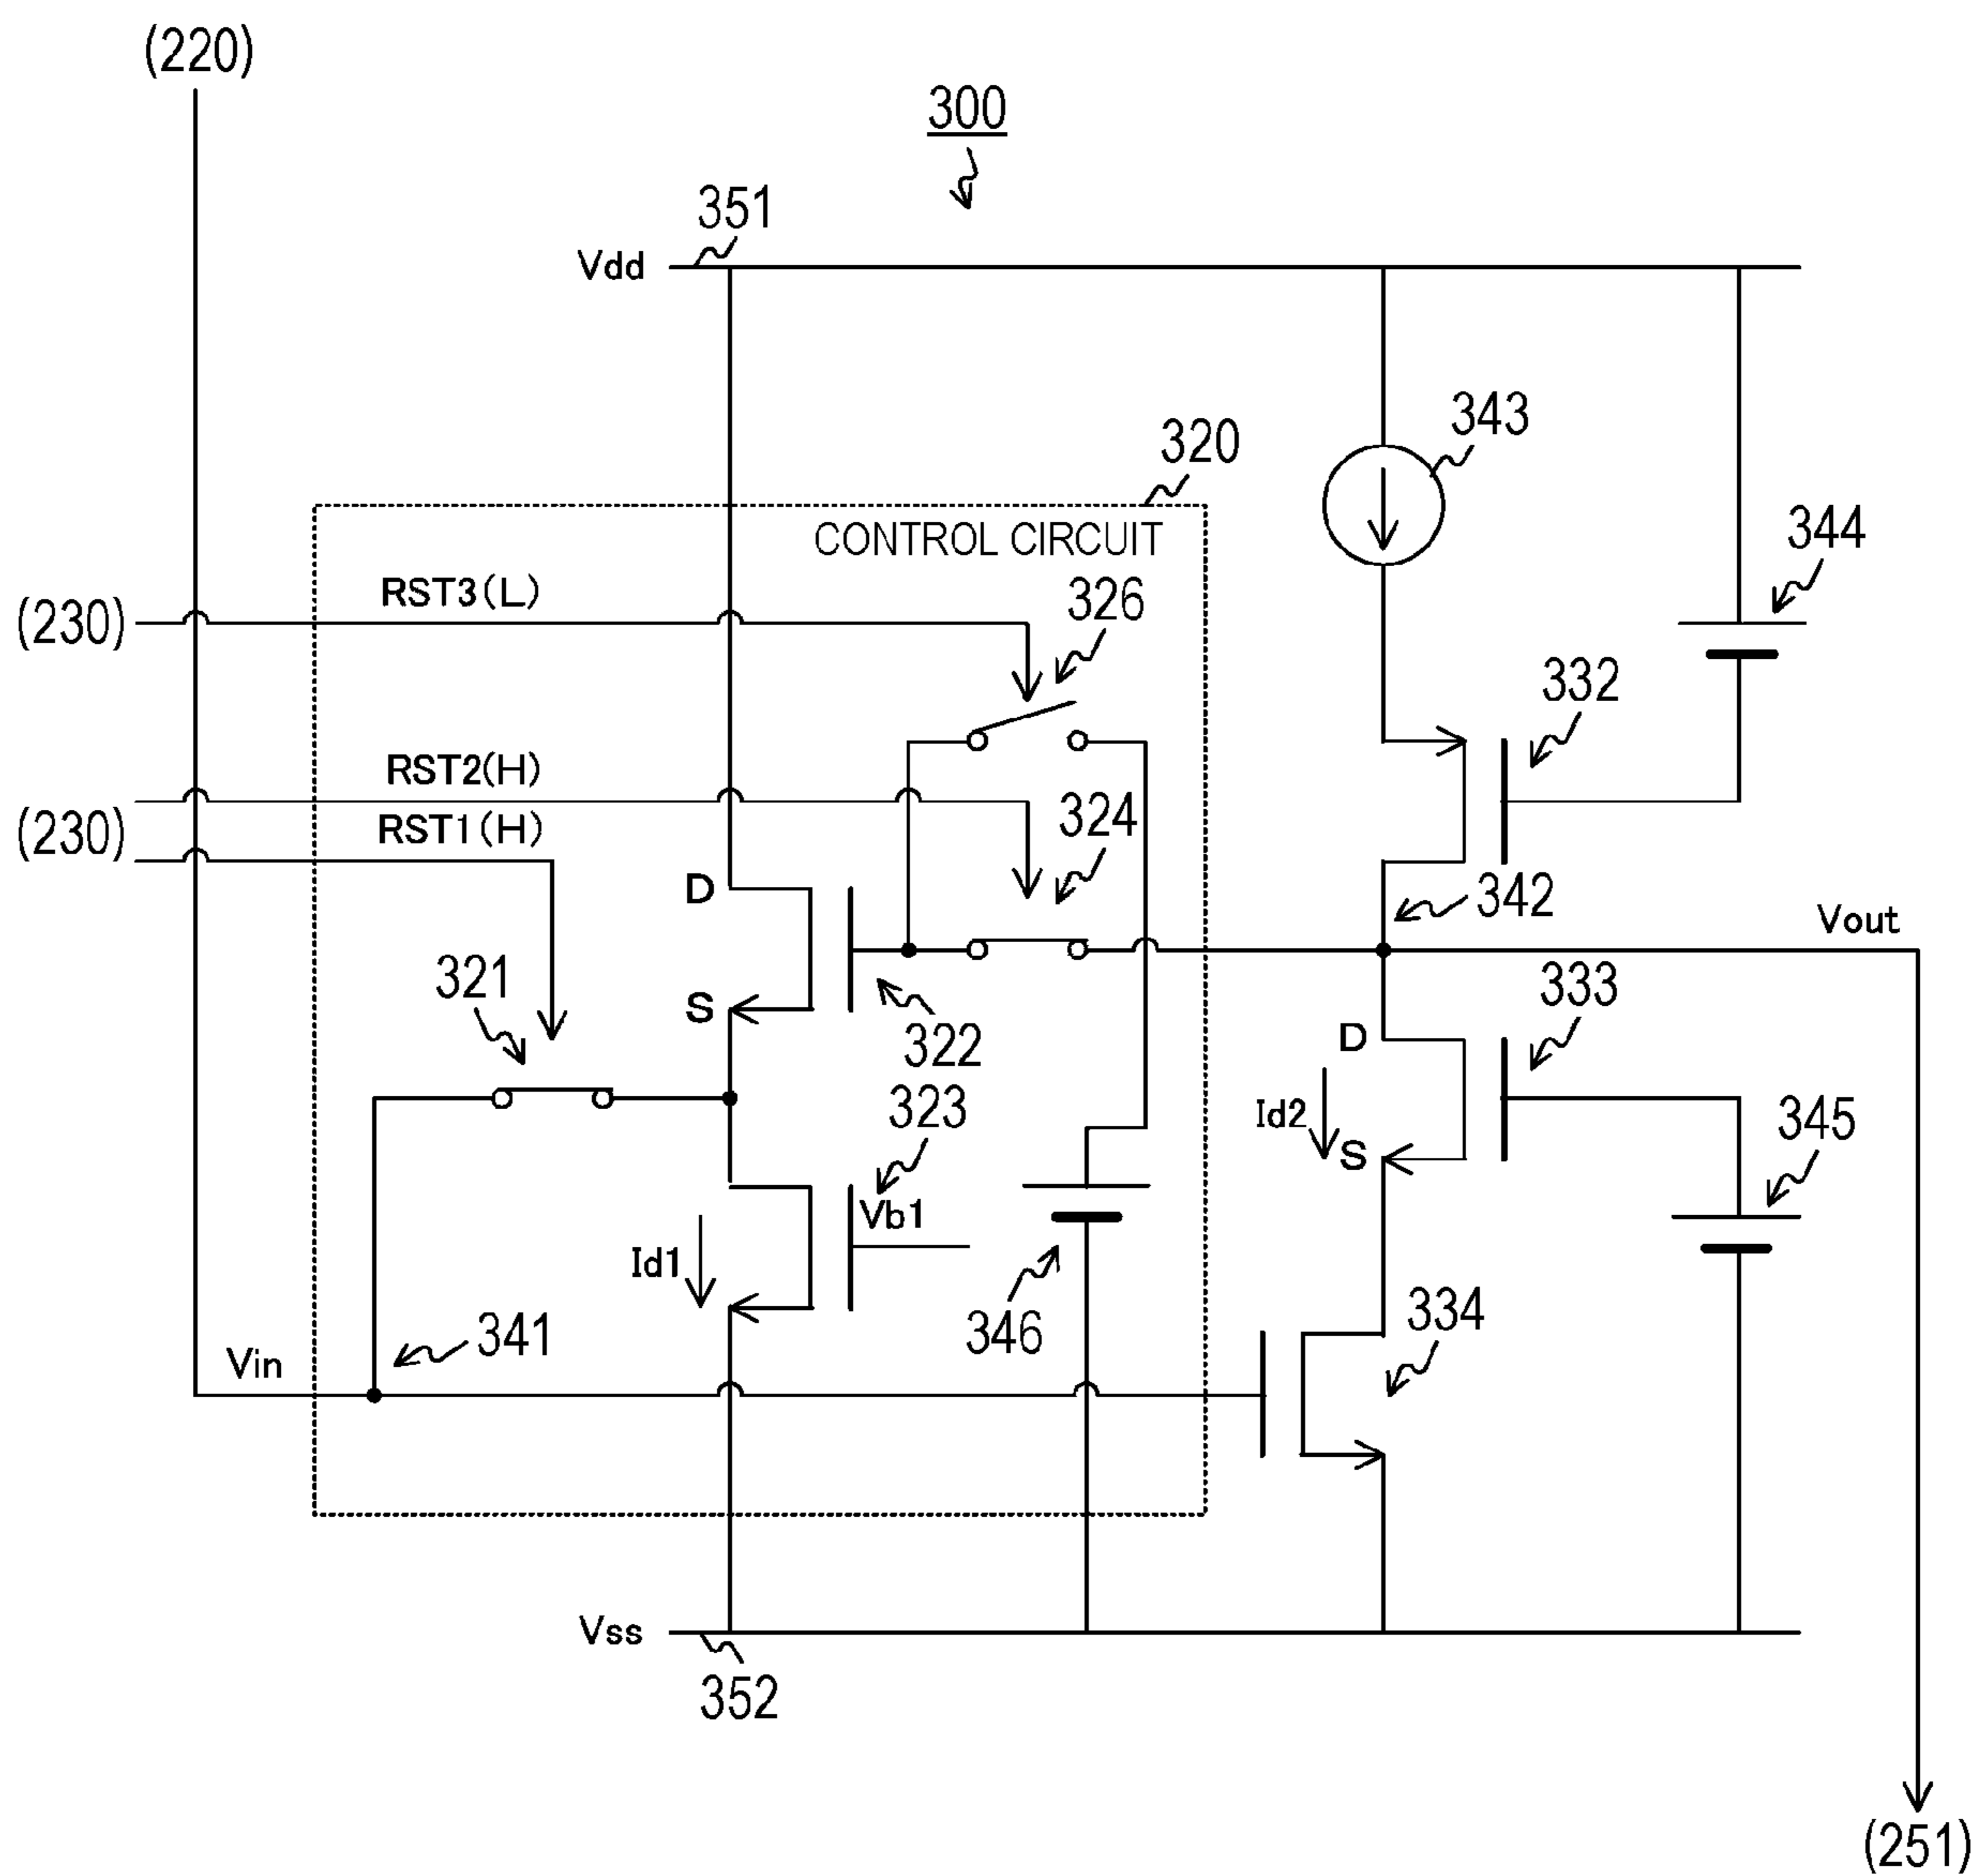 (220)
300
351
Vdd
343
320
CONTROL CIRCUIT
344
RST3(L)
326
(230)
332
RST2(H)
324
RST1(H)
(230)
D
342
Vout
321
333
S
322
D
323
345
Id2
S
Vb1
Id1
334
346
341
Vin
Vss
352
(251)